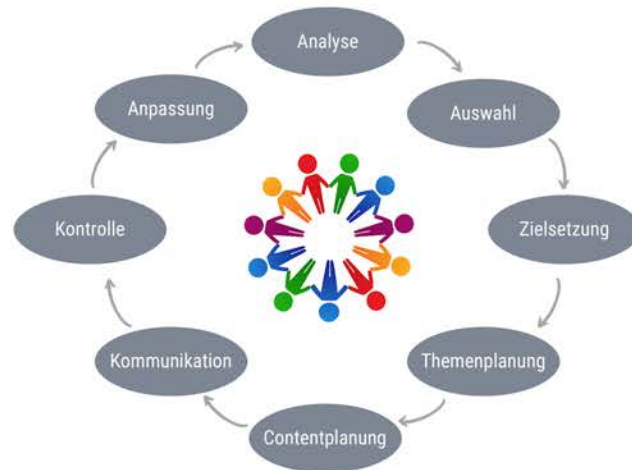 Analyse
Auswahl
Zielsetzung
Themenplanung
Contentplanung
Kommunikation
Kontrolle
Anpassung